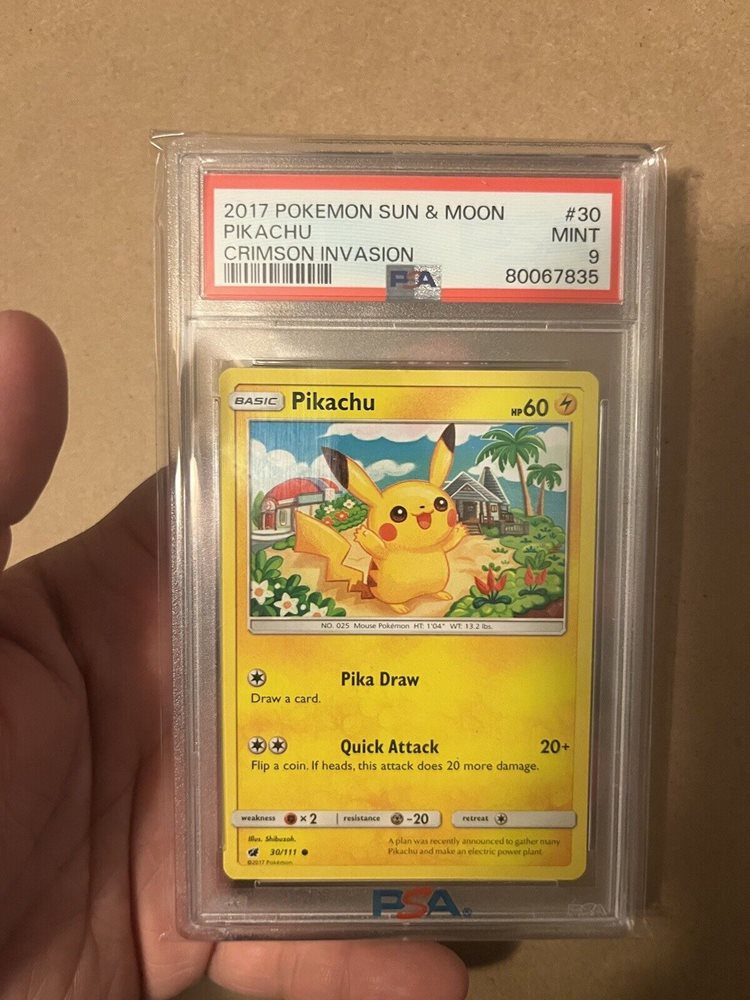 2017 POKEMON SUN & MOON #30
PIKACHU MINT
CRIMSON INVASION 9
PSA 80067835
BASIC Pikachu HP 60
NO. 025 Mouse Pokémon HT: 1'04" WT: 13.2 lbs.
Pika Draw
Draw a card.
Quick Attack 20+
Flip a coin. If heads, this attack does 20 more damage.
weakness ×2 resistance -20 retreat
Illus. Shibuzoh.
30/111
©2017 Pokémon
A plan was recently announced to gather many
Pikachu and make an electric power plant.
PSA
PSA